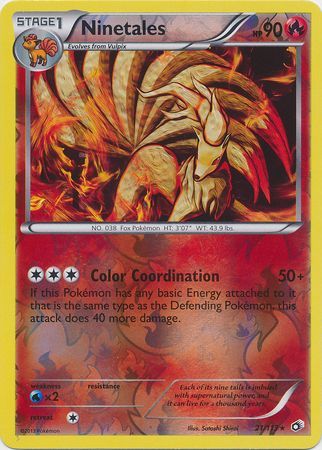 STAGE1
Ninetales
HP 90
Evolves from Vulpix
NO. 038 Fox Pokémon HT: 3'07" WT: 43.9 lbs.
Color Coordination 50+
If this Pokémon has any basic Energy attached to it
that is the same type as the Defending Pokémon, this
attack does 40 more damage.
weakness resistance
×2
retreat
Each of its nine tails is imbued
with supernatural power, and
it can live for a thousand years.
©2013 Pokémon
Illus. Satoshi Shirai
21/113 ★